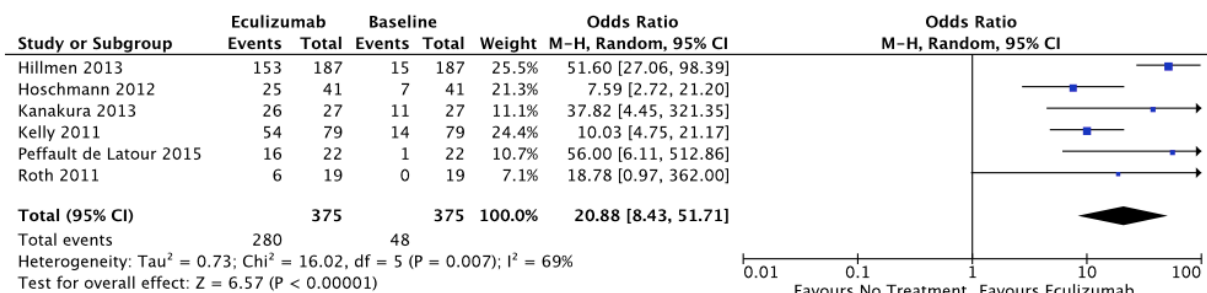 Eculizumab Baseline Odds Ratio Odds Ratio
Study or Subgroup Events Total Events Total Weight M-H, Random, 95% CI M-H, Random, 95% CI
Hillmen 2013 153 187 15 187 25.5% 51.60 [27.06, 98.39]
Hoschmann 2012 25 41 7 41 21.3% 7.59 [2.72, 21.20]
Kanakura 2013 26 27 11 27 11.1% 37.82 [4.45, 321.35]
Kelly 2011 54 79 14 79 24.4% 10.03 [4.75, 21.17]
Peffault de Latour 2015 16 22 1 22 10.7% 56.00 [6.11, 512.86]
Roth 2011 6 19 0 19 7.1% 18.78 [0.97, 362.00]
Total (95% CI) 375 375 100.0% 20.88 [8.43, 51.71]
Total events 280 48
Heterogeneity: Tau² = 0.73; Chi² = 16.02, df = 5 (P = 0.007); I² = 69%
Test for overall effect: Z = 6.57 (P < 0.00001)
0.01 0.1 1 10 100
Favours No Treatment Favours Eculizumab